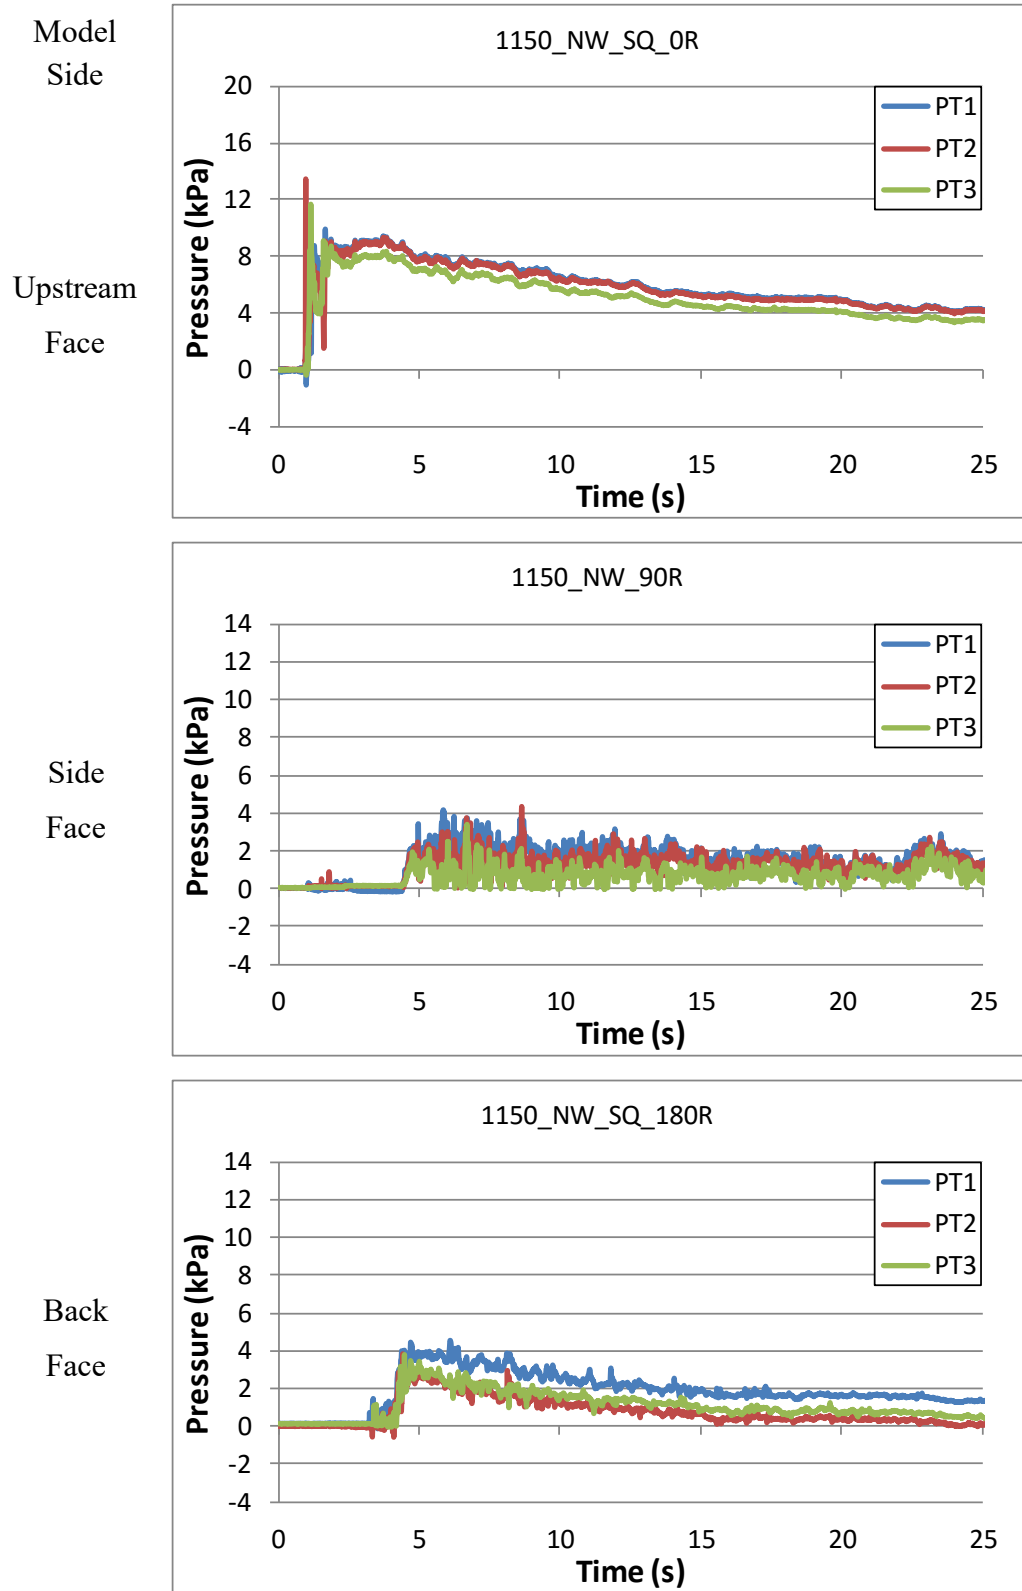 Model
Side
1150_NW_SQ_0R
20
16
12
8
4
0
-4
Pressure (kPa)
PT1
PT2
PT3
0 5 10 15 20 25
Time (s)
Upstream
Face
1150_NW_90R
14
12
10
8
6
4
2
0
-2
-4
Pressure (kPa)
PT1
PT2
PT3
0 5 10 15 20 25
Time (s)
Side
Face
1150_NW_SQ_180R
14
12
10
8
6
4
2
0
-2
-4
Pressure (kPa)
PT1
PT2
PT3
0 5 10 15 20 25
Time (s)
Back
Face